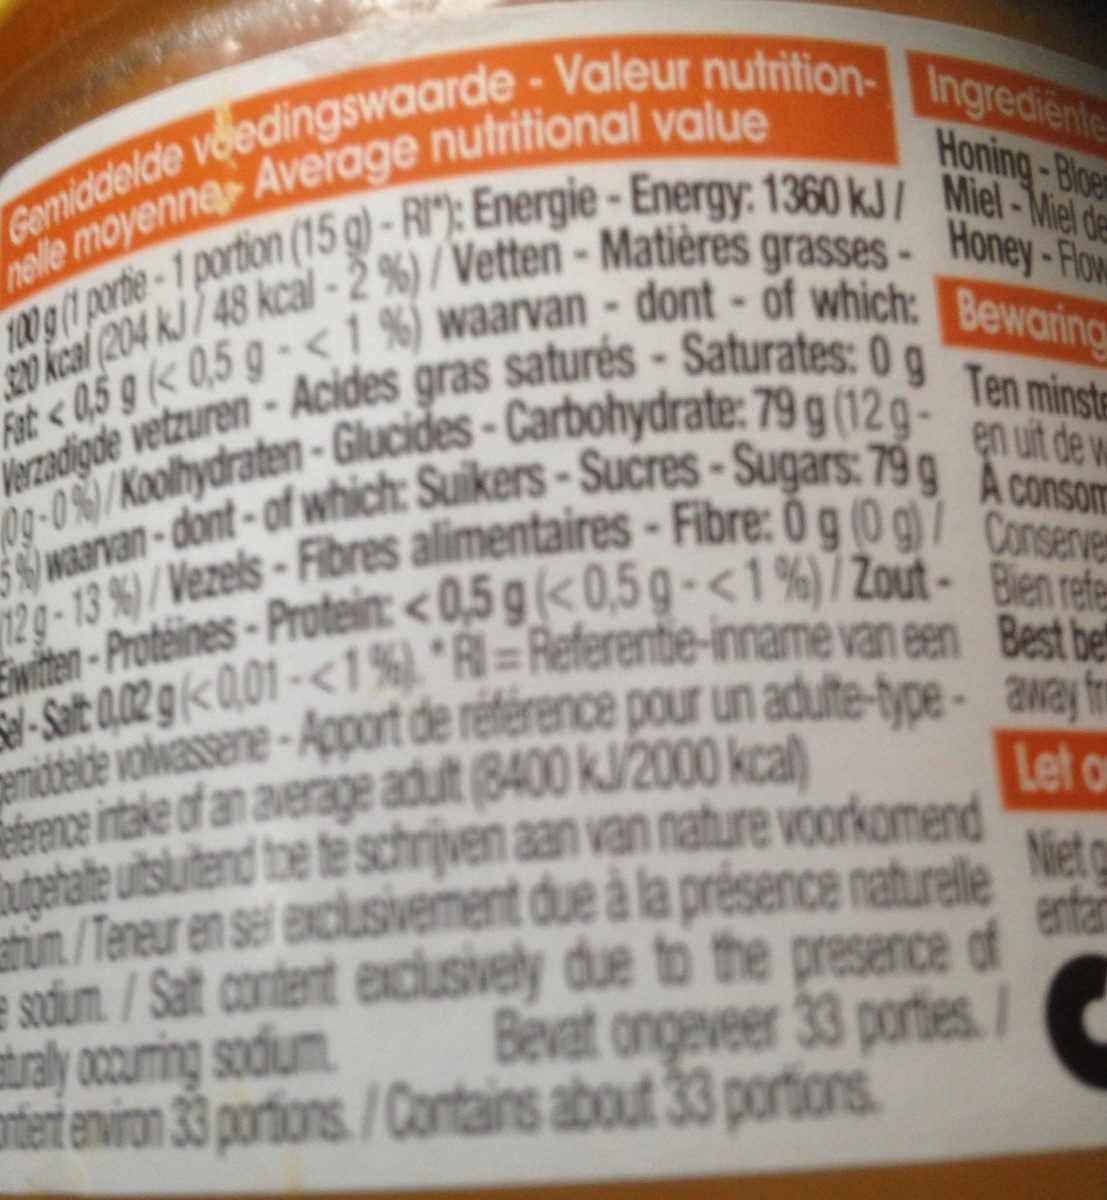 Gemiddelde voedingswaarde - Valeur nutrition-
nelle moyenne - Average nutritional value
100 g (1 portie - 1 portion (15 g) - RI*): Energie - Energy: 1360 kJ /
320 kcal (204 kJ / 48 kcal - 2 %) / Vetten - Matières grasses -
Fat: < 0,5 g (< 0,5 g - < 1 %) waarvan - dont - of which:
Verzadigde vetzuren - Acides gras saturés - Saturates: 0 g
(0 g - 0 %) / Koolhydraten - Glucides - Carbohydrate: 79 g (12 g -
5 %) waarvan - dont - of which: Suikers - Sucres - Sugars: 79 g
(12 g - 13 %) / Vezels - Fibres alimentaires - Fibre: 0 g (0 g) /
Eiwitten - Protéines - Protein: < 0,5 g (< 0,5 g - < 1 %) / Zout -
Sel - Salt: 0,02 g (< 0,01 - < 1 %). * RI = Referentie-inname van een
gemiddelde volwassene - Apport de référence pour un adulte-type -
Reference intake of an average adult (8400 kJ/2000 kcal)
outgehalte uitsluitend toe te schrijven aan van nature voorkomend
atrium. / Teneur en sel exclusivement due à la présence naturelle
e sodium. / Salt content exclusively due to the presence of
aturally occurring sodium. Bevat ongeveer 33 porties. /
ontient environ 33 portions. / Contains about 33 portions.
Ingrediënte
Honing - Bloe
Miel - Miel de
Honey - Flow
Bewaring
Ten minste
en uit de w
À consom
Conserver
Bien refe
Best bef
away fr
Let o
Niet g
enfan